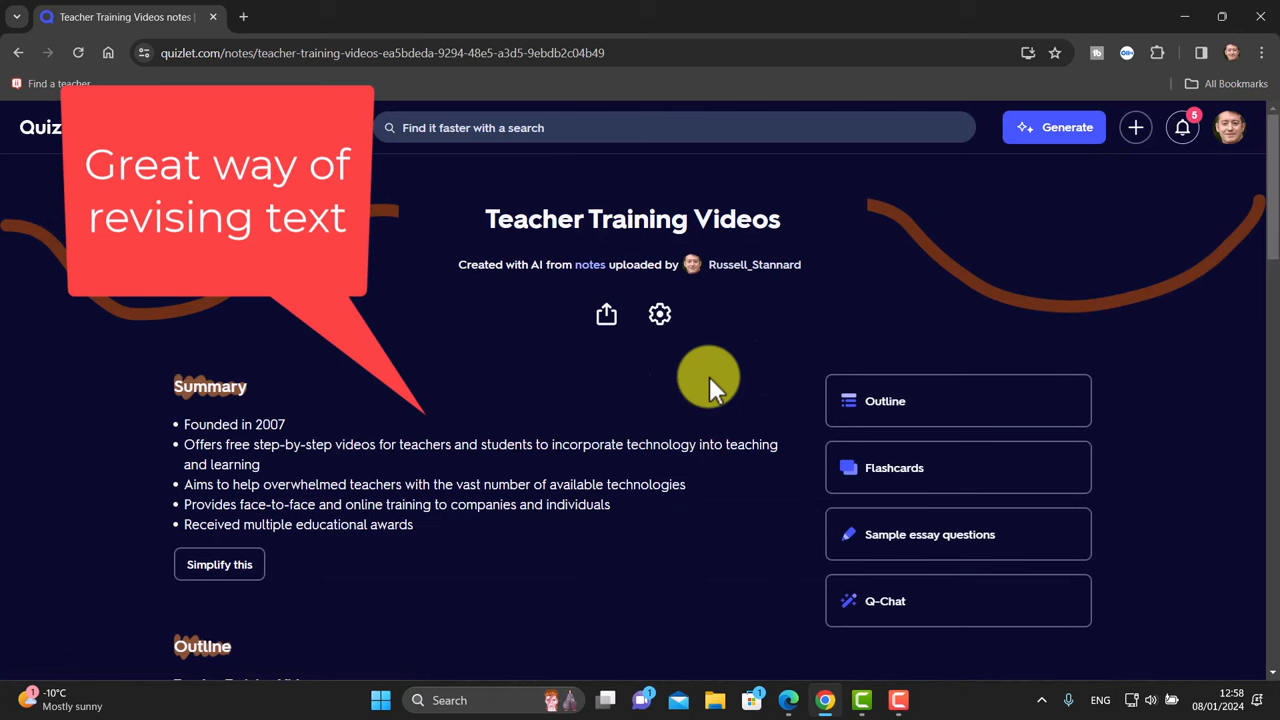 Teacher Training Videos notes |
quizlet.com/notes/teacher-training-videos-ea5bdeda-9294-48e5-a3d5-9ebdb2c04b49
Find a teacher
All Bookmarks
Great way of
revising text
Quiz
Find it faster with a search
Generate
5
Teacher Training Videos
Created with AI from notes uploaded by Russell_Stannard
Summary
• Founded in 2007
• Offers free step-by-step videos for teachers and students to incorporate technology into teaching
and learning
• Aims to help overwhelmed teachers with the vast number of available technologies
• Provides face-to-face and online training to companies and individuals
• Received multiple educational awards
Simplify this
Outline
Flashcards
Sample essay questions
Q-Chat
Outline
1
-10°C
Mostly sunny
Search
1
1
ENG
12:58
08/01/2024